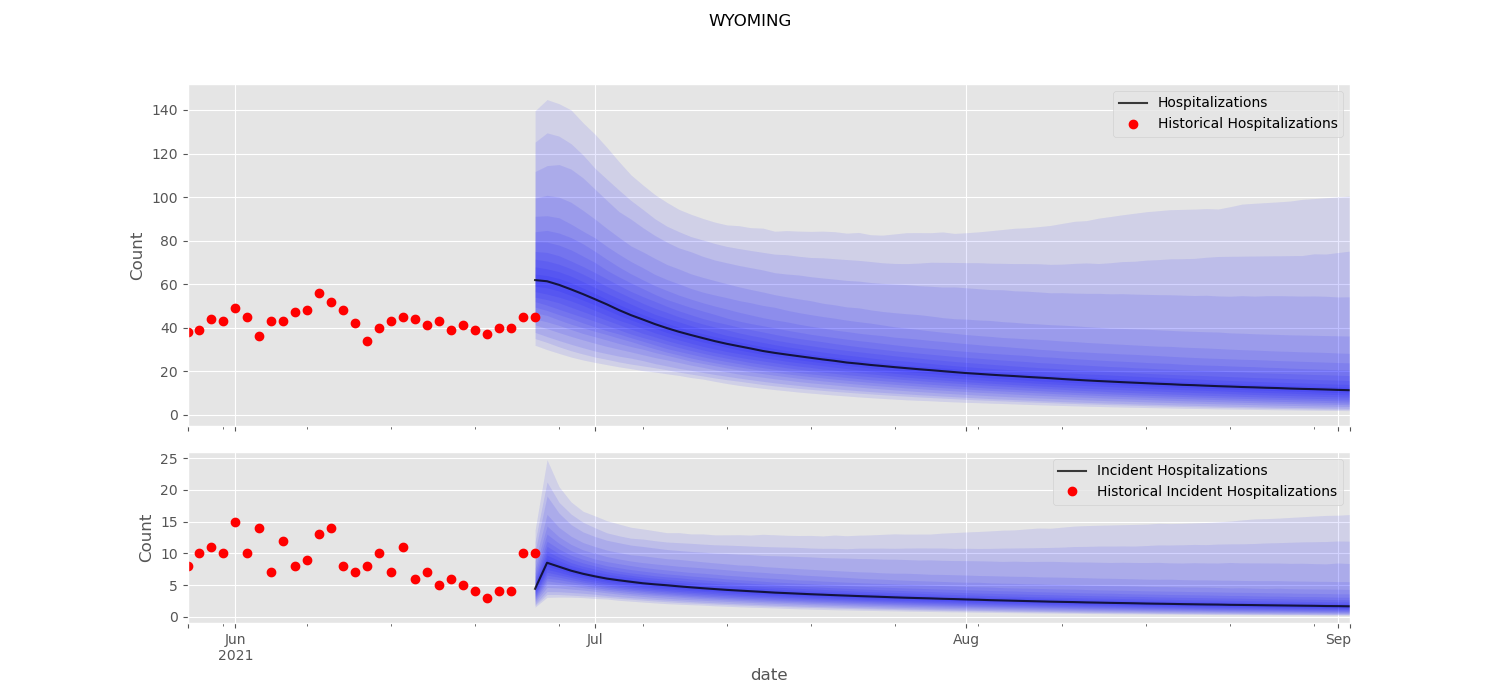 WYOMING
140
120
100
80
60
40
20
0
Count
Hospitalizations
Historical Hospitalizations
25
20
15
10
5
0
Count
Incident Hospitalizations
Historical Incident Hospitalizations
Jun
2021
Jul
Aug
Sep
date